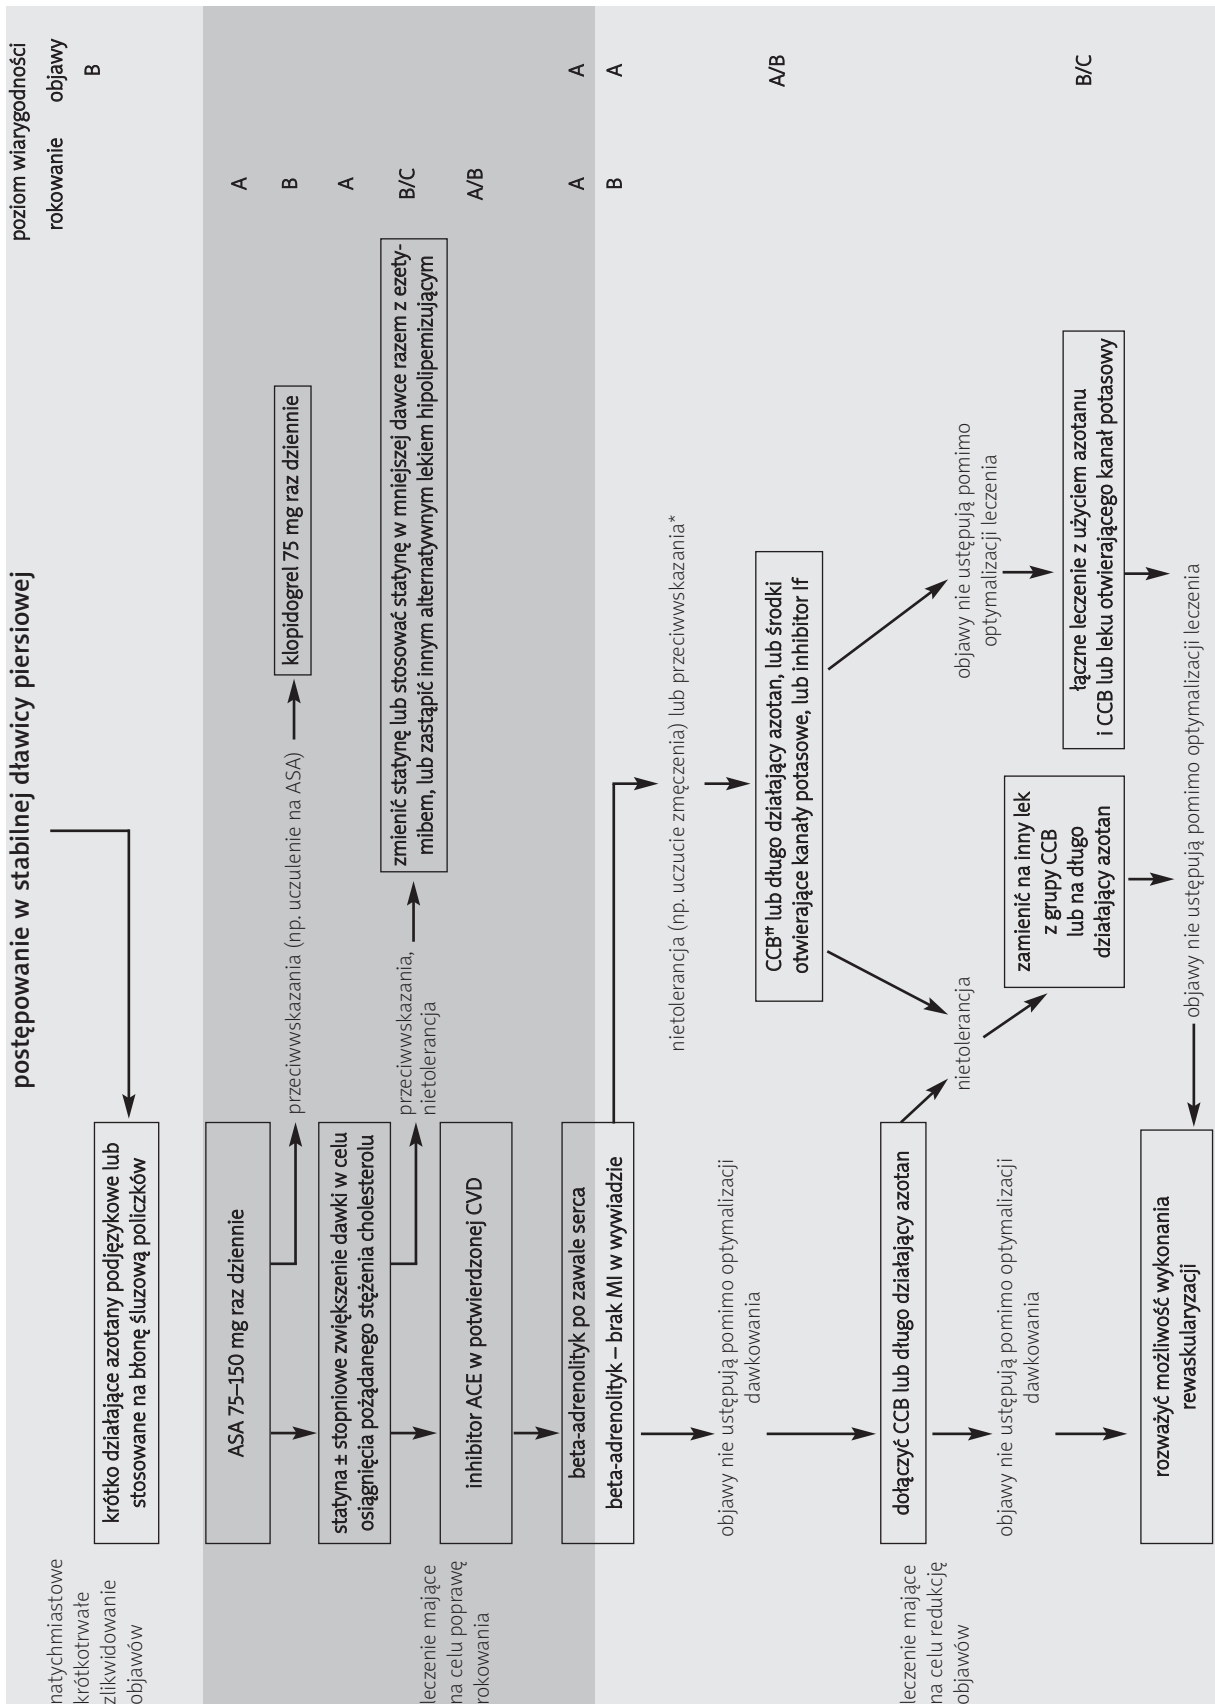 postępowanie w stabilnej dławicy piersiowej
poziom wiarygodności
rokowanie objawy
natychmiastowe
krótkotrwałe
zlikwidowanie
objawów
krótko działające azotany podjęzykowe lub
stosowane na błonę śluzową policzków
B
leczenie mające
na celu poprawę
rokowania
ASA 75–150 mg raz dziennie
A
przeciwwskazania (np. uczulenie na ASA)
klopidogrel 75 mg raz dziennie
B
statyna ± stopniowe zwiększenie dawki w celu
osiągnięcia pożądanego stężenia cholesterolu
A
przeciwwskazania,
nietolerancja
zmienić statynę lub stosować statynę w mniejszej dawce razem z ezety-
mibem, lub zastąpić innym alternatywnym lekiem hipolipemizującym
B/C
inhibitor ACE w potwierdzonej CVD
A/B
beta-adrenolityk po zawale serca
A A
beta-adrenolityk – brak MI w wywiadzie
B A
leczenie mające
na celu redukcję
objawów
objawy nie ustępują pomimo optymalizacji
dawkowania
nietolerancja (np. uczucie zmęczenia) lub przeciwwskazania*
CCB# lub długo działający azotan, lub środki
otwierające kanały potasowe, lub inhibitor If
A/B
dołączyć CCB lub długo działający azotan
nietolerancja
objawy nie ustępują pomimo
optymalizacji leczenia
objawy nie ustępują pomimo optymalizacji
dawkowania
zamienić na inny lek
z grupy CCB
lub na długo
działający azotan
łączne leczenie z użyciem azotanu
i CCB lub leku otwierającego kanał potasowy
B/C
rozważyć możliwość wykonania
rewaskularyzacji
objawy nie ustępują pomimo optymalizacji leczenia